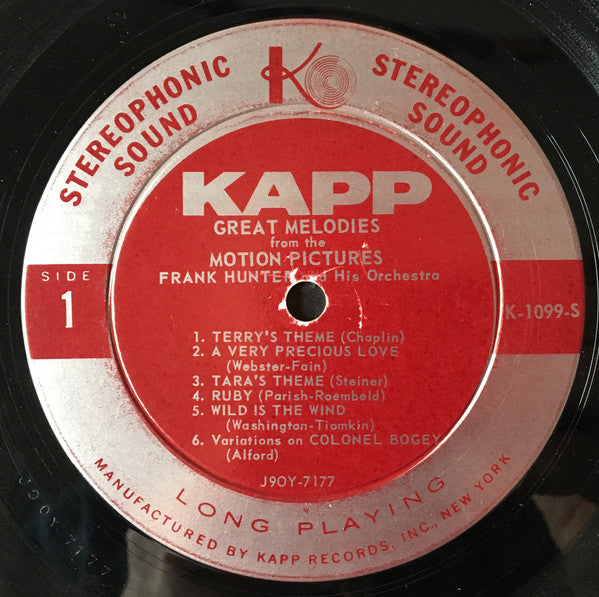 STEREOPHONIC SOUND
K
STEREOPHONIC SOUND
KAPP
GREAT MELODIES
from the
MOTION PICTURES
FRANK HUNTER and His Orchestra
SIDE
1
K-1099-S
1. TERRY'S THEME (Chaplin)
2. A VERY PRECIOUS LOVE
(Webster-Fain)
3. TARA'S THEME (Steiner)
4. RUBY (Parish-Roembeld)
5. WILD IS THE WIND
(Washington-Tiomkin)
6. Variations on COLONEL BOGEY
(Alford)
J9OY-7177
LONG PLAYING
MANUFACTURED BY KAPP RECORDS, INC., NEW YORK
J9OY-7177